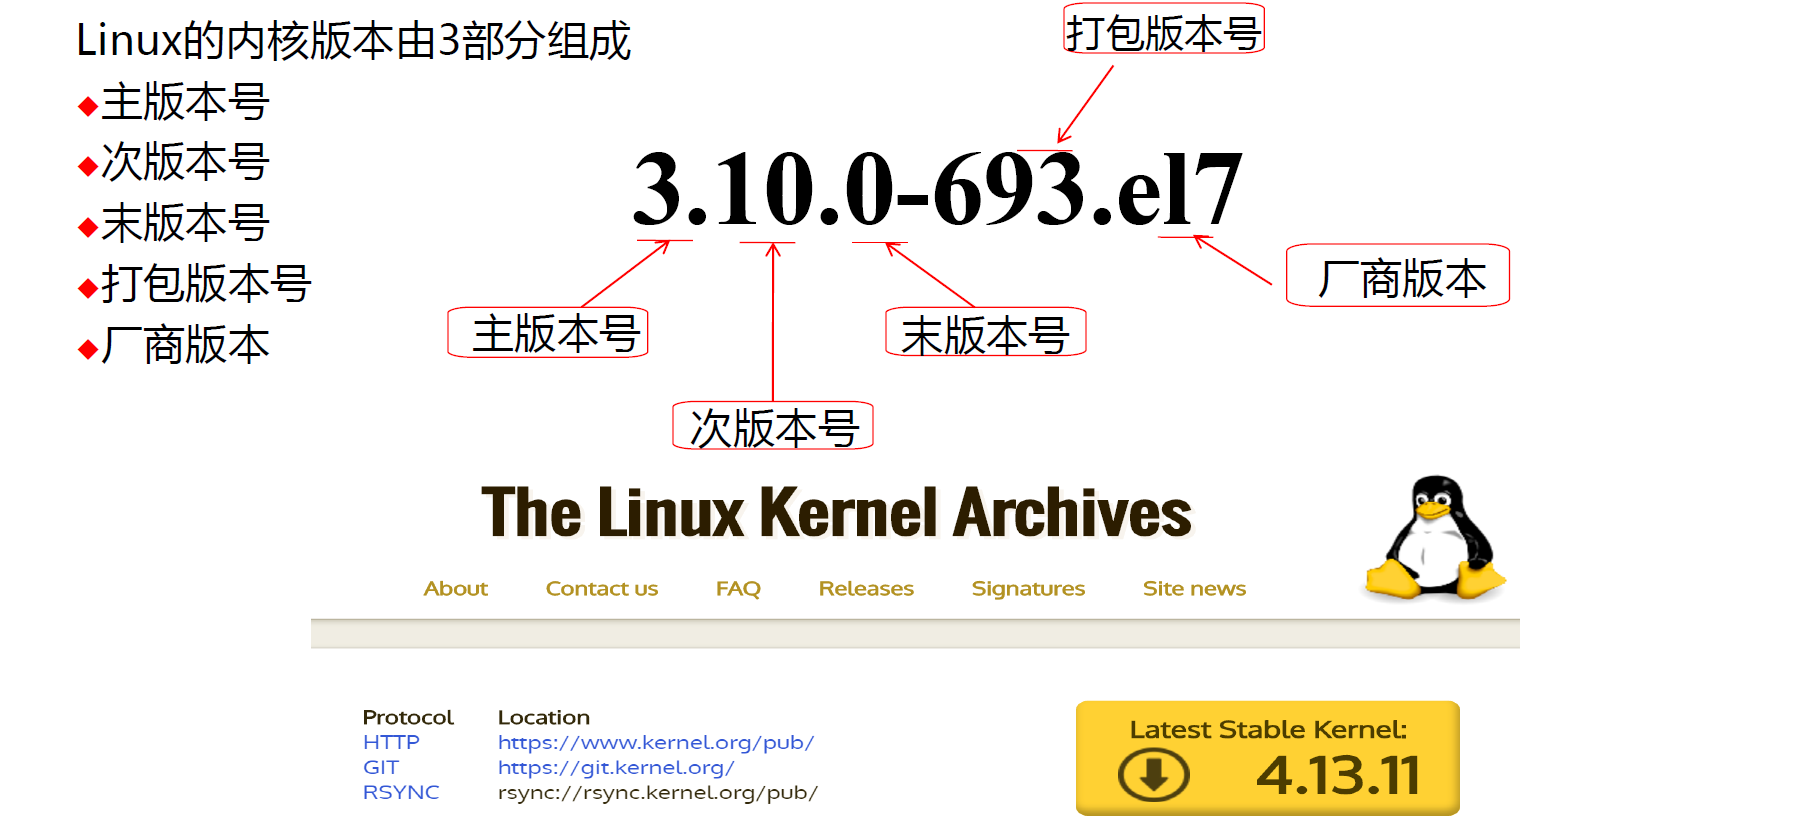 Linux的内核版本由3部分组成
◆主版本号
◆次版本号
◆末版本号
◆打包版本号
◆厂商版本
打包版本号
3.10.0-693.el7
厂商版本
主版本号
末版本号
次版本号
The Linux Kernel Archives
About Contact us FAQ Releases Signatures Site news
Protocol Location
HTTP https://www.kernel.org/pub/
GIT https://git.kernel.org/
RSYNC rsync://rsync.kernel.org/pub/
Latest Stable Kernel:
4.13.11